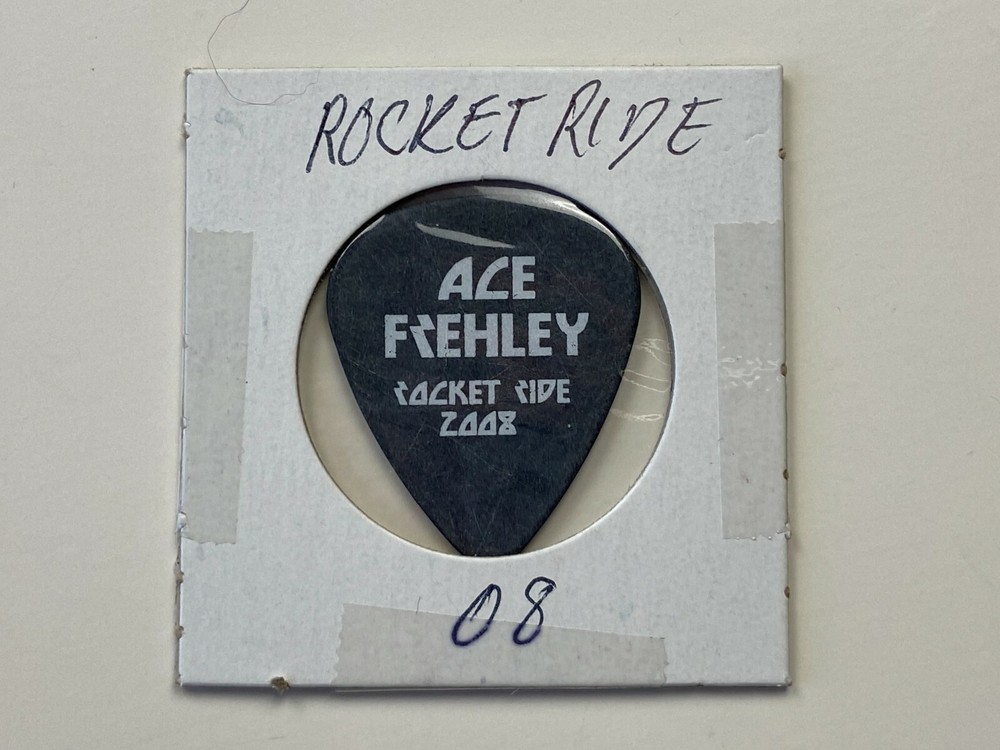 ROCKET RIDE
ACE
FREHLEY
ROCKET RIDE
2008
08